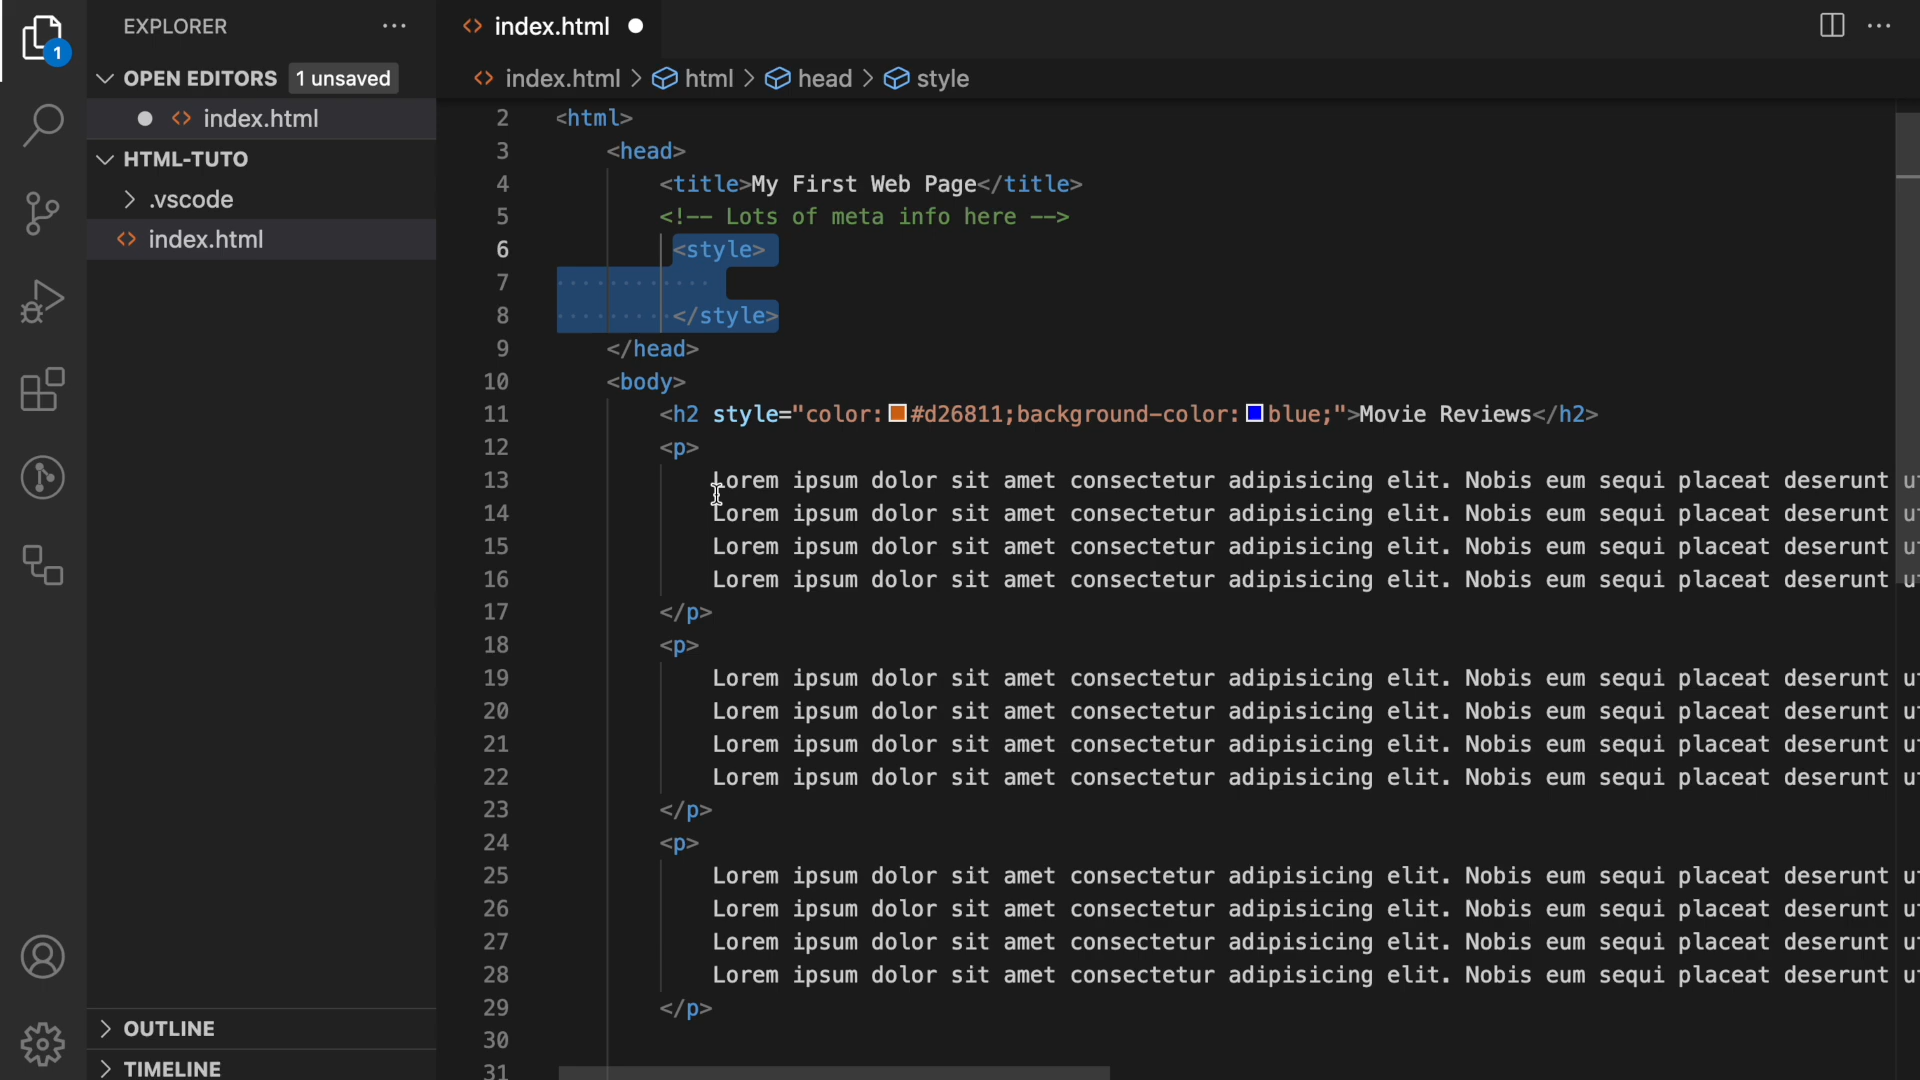 EXPLORER
index.html
1
OPEN EDITORS 1 unsaved
index.html > html > head > style
index.html
HTML-TUTO
.vscode
index.html
2 <html>
3 <head>
4 <title>My First Web Page</title>
5 <!-- Lots of meta info here -->
6 <style>
7
8 </style>
9 </head>
10 <body>
11 <h2 style="color:#d26811;background-color:blue;">Movie Reviews</h2>
12 <p>
13 Lorem ipsum dolor sit amet consectetur adipisicing elit. Nobis eum sequi placeat deserunt
14 Lorem ipsum dolor sit amet consectetur adipisicing elit. Nobis eum sequi placeat deserunt
15 Lorem ipsum dolor sit amet consectetur adipisicing elit. Nobis eum sequi placeat deserunt
16 Lorem ipsum dolor sit amet consectetur adipisicing elit. Nobis eum sequi placeat deserunt
17 </p>
18 <p>
19 Lorem ipsum dolor sit amet consectetur adipisicing elit. Nobis eum sequi placeat deserunt
20 Lorem ipsum dolor sit amet consectetur adipisicing elit. Nobis eum sequi placeat deserunt
21 Lorem ipsum dolor sit amet consectetur adipisicing elit. Nobis eum sequi placeat deserunt
22 Lorem ipsum dolor sit amet consectetur adipisicing elit. Nobis eum sequi placeat deserunt
23 </p>
24 <p>
25 Lorem ipsum dolor sit amet consectetur adipisicing elit. Nobis eum sequi placeat deserunt
26 Lorem ipsum dolor sit amet consectetur adipisicing elit. Nobis eum sequi placeat deserunt
27 Lorem ipsum dolor sit amet consectetur adipisicing elit. Nobis eum sequi placeat deserunt
28 Lorem ipsum dolor sit amet consectetur adipisicing elit. Nobis eum sequi placeat deserunt
29 </p>
30
31
OUTLINE
TIMELINE